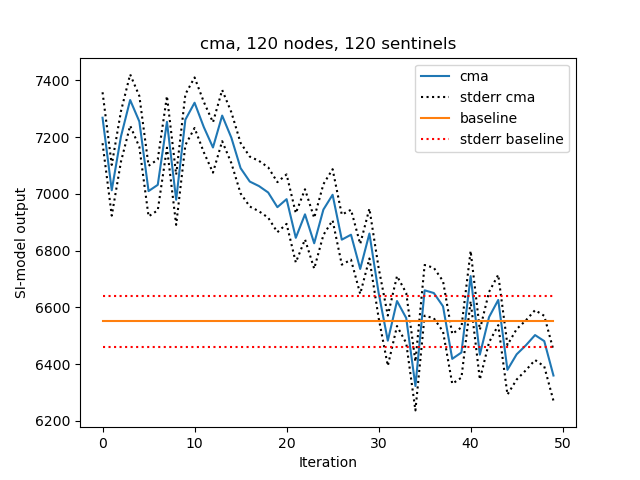 cma, 120 nodes, 120 sentinels
cma
stderr cma
baseline
stderr baseline
SI-model output
7400
7200
7000
6800
6600
6400
6200
0 10 20 30 40 50
Iteration